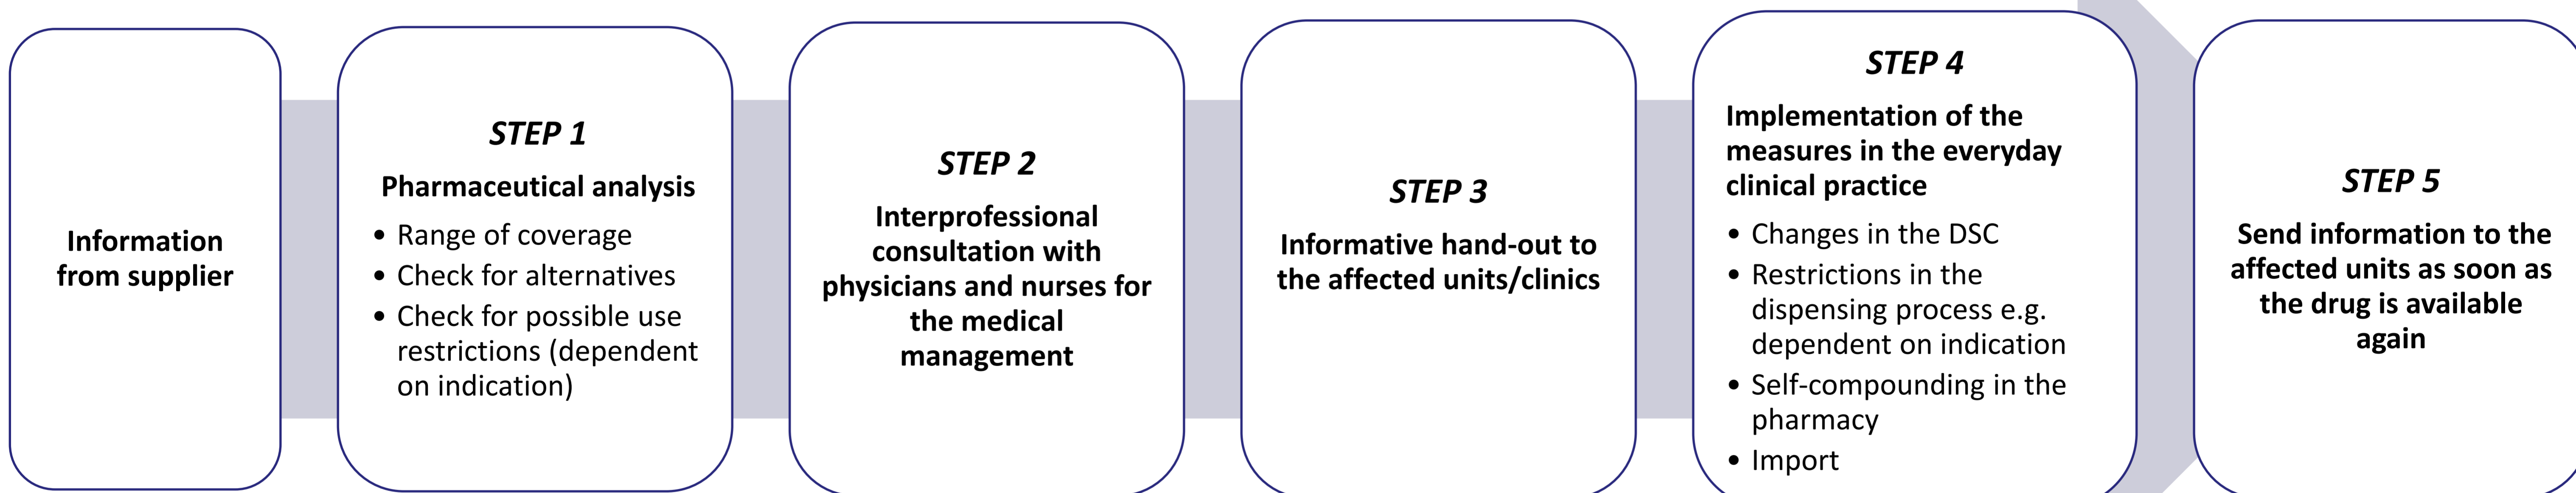 Information
from supplier
STEP 1
Pharmaceutical analysis
• Range of coverage
• Check for alternatives
• Check for possible use
restrictions (dependent
on indication)
STEP 2
Interprofessional
consultation with
physicians and nurses for
the medical
management
STEP 3
Informative hand-out to
the affected units/clinics
STEP 4
Implementation of the
measures in the everyday
clinical practice
• Changes in the DSC
• Restrictions in the
dispensing process e.g.
dependent on indication
• Self-compounding in the
pharmacy
• Import
STEP 5
Send information to the
affected units as soon as
the drug is available
again